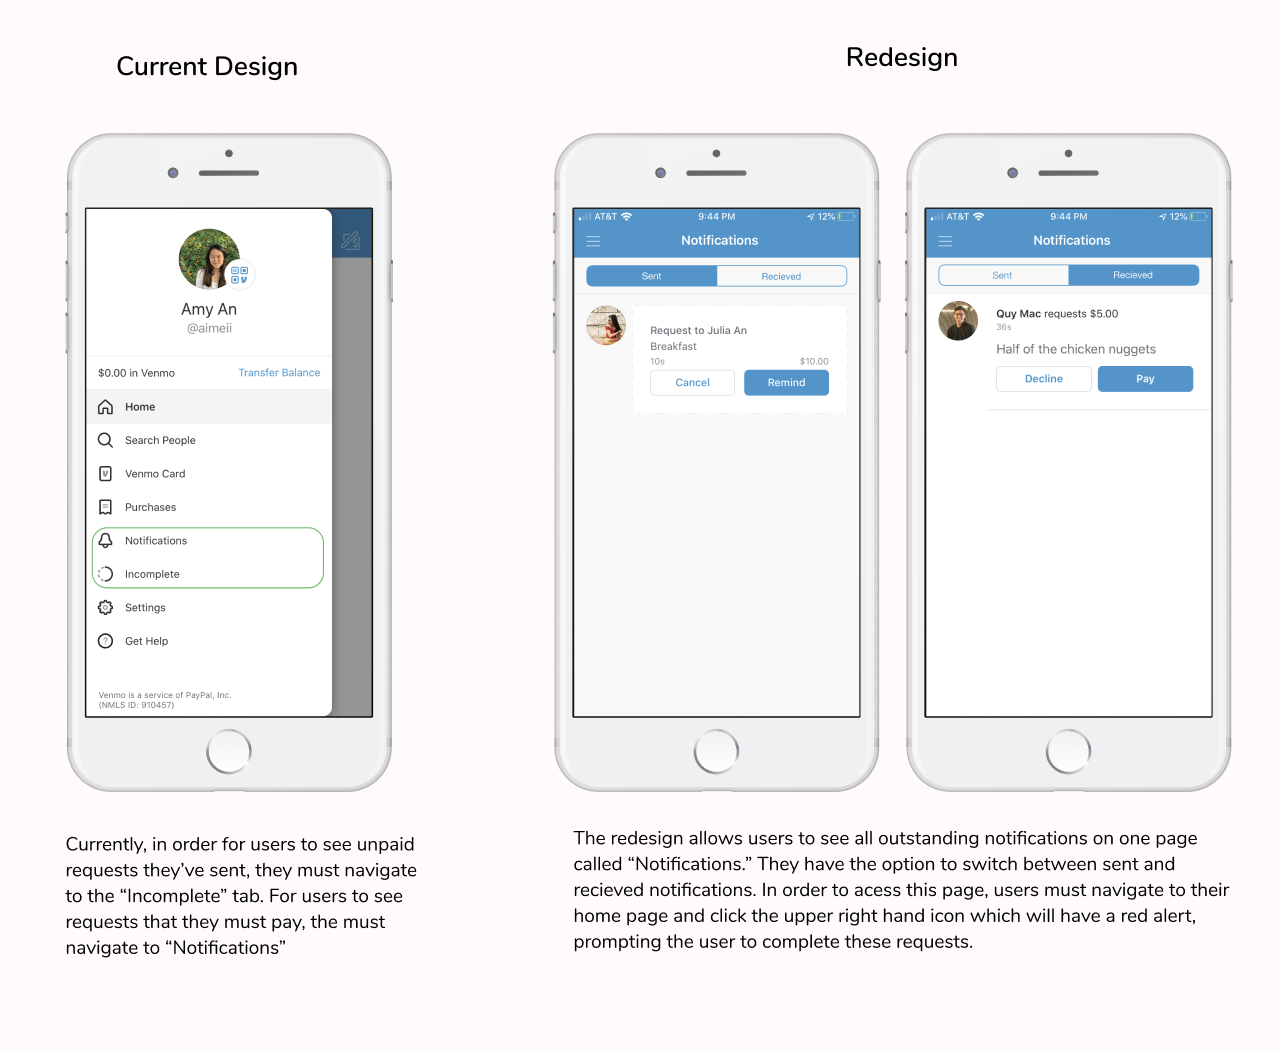 Current Design
Redesign
Amy An
@aimeii
$0.00 in Venmo Transfer Balance
Home
Search People
Venmo Card
Purchases
Notifications
Incomplete
Settings
Get Help
Venmo is a service of PayPal, Inc.
(NMLS ID: 910457)
AT&T 9:44 PM 12%
Notifications
Sent Recieved
Request to Julia An
Breakfast
10s $10.00
Cancel Remind
AT&T 9:44 PM 12%
Notifications
Sent Recieved
Quy Mac requests $5.00
36s
Half of the chicken nuggets
Decline Pay
Currently, in order for users to see unpaid
requests they’ve sent, they must navigate
to the “Incomplete” tab. For users to see
requests that they must pay, the must
navigate to “Notifications”
The redesign allows users to see all outstanding notifications on one page
called “Notifications.” They have the option to switch between sent and
recieved notifications. In order to acess this page, users must navigate to their
home page and click the upper right hand icon which will have a red alert,
prompting the user to complete these requests.